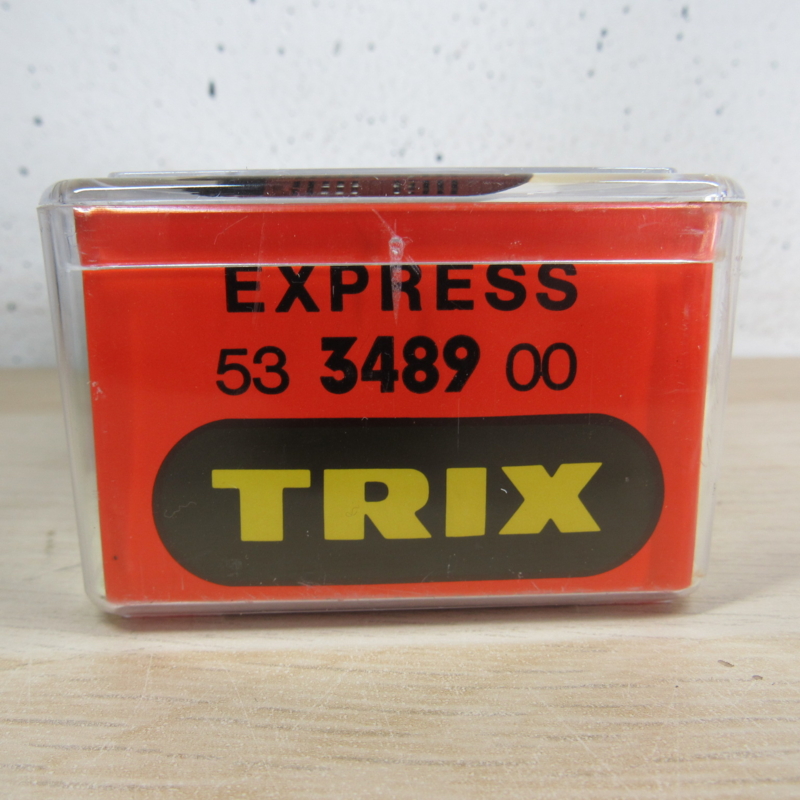 EXPRESS
53 3489 00
TRIX